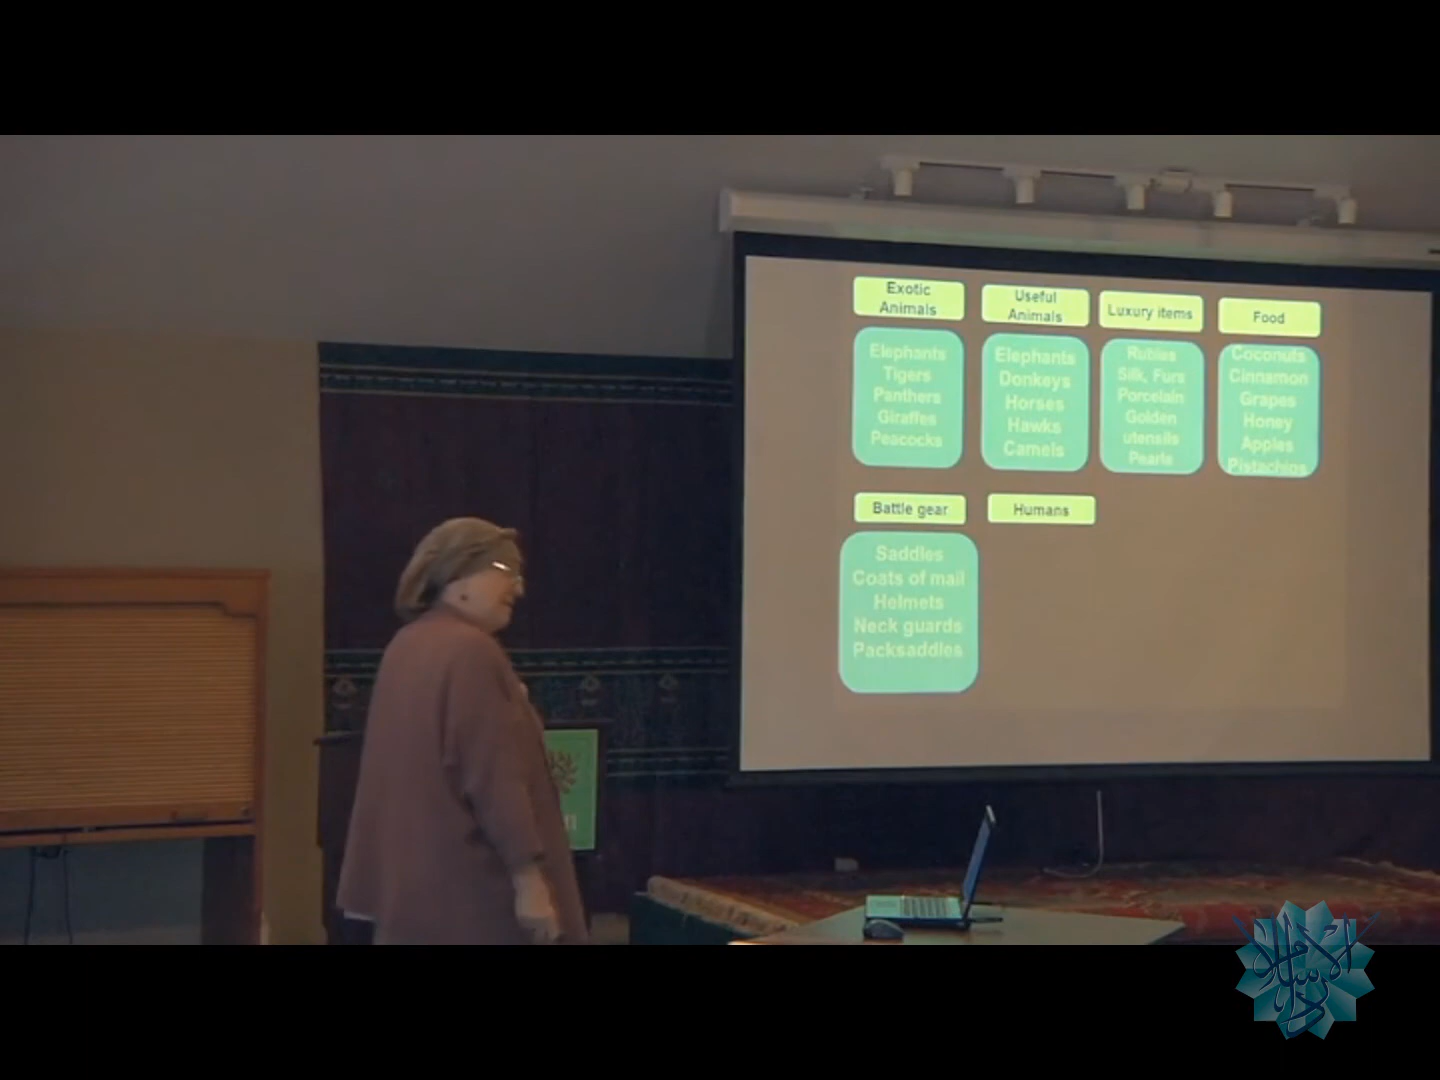 Exotic
Animals
Useful
Animals
Luxury items
Food
Elephants
Tigers
Panthers
Giraffes
Peacocks
Elephants
Donkeys
Horses
Hawks
Camels
Rubies
Silk, Furs
Porcelain
Golden
utensils
Pearls
Coconuts
Cinnamon
Grapes
Honey
Apples
Pistachios
Battle gear
Humans
Saddles
Coats of mail
Helmets
Neck guards
Packsaddles